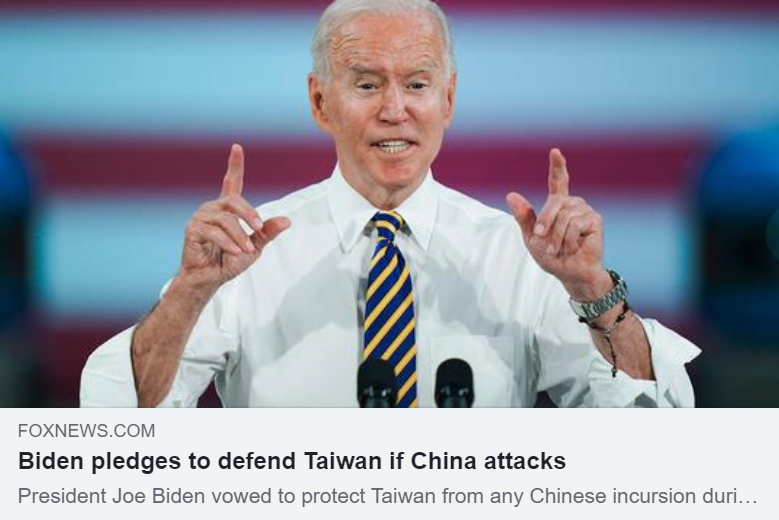 FOXNEWS.COM
Biden pledges to defend Taiwan if China attacks
President Joe Biden vowed to protect Taiwan from any Chinese incursion duri…